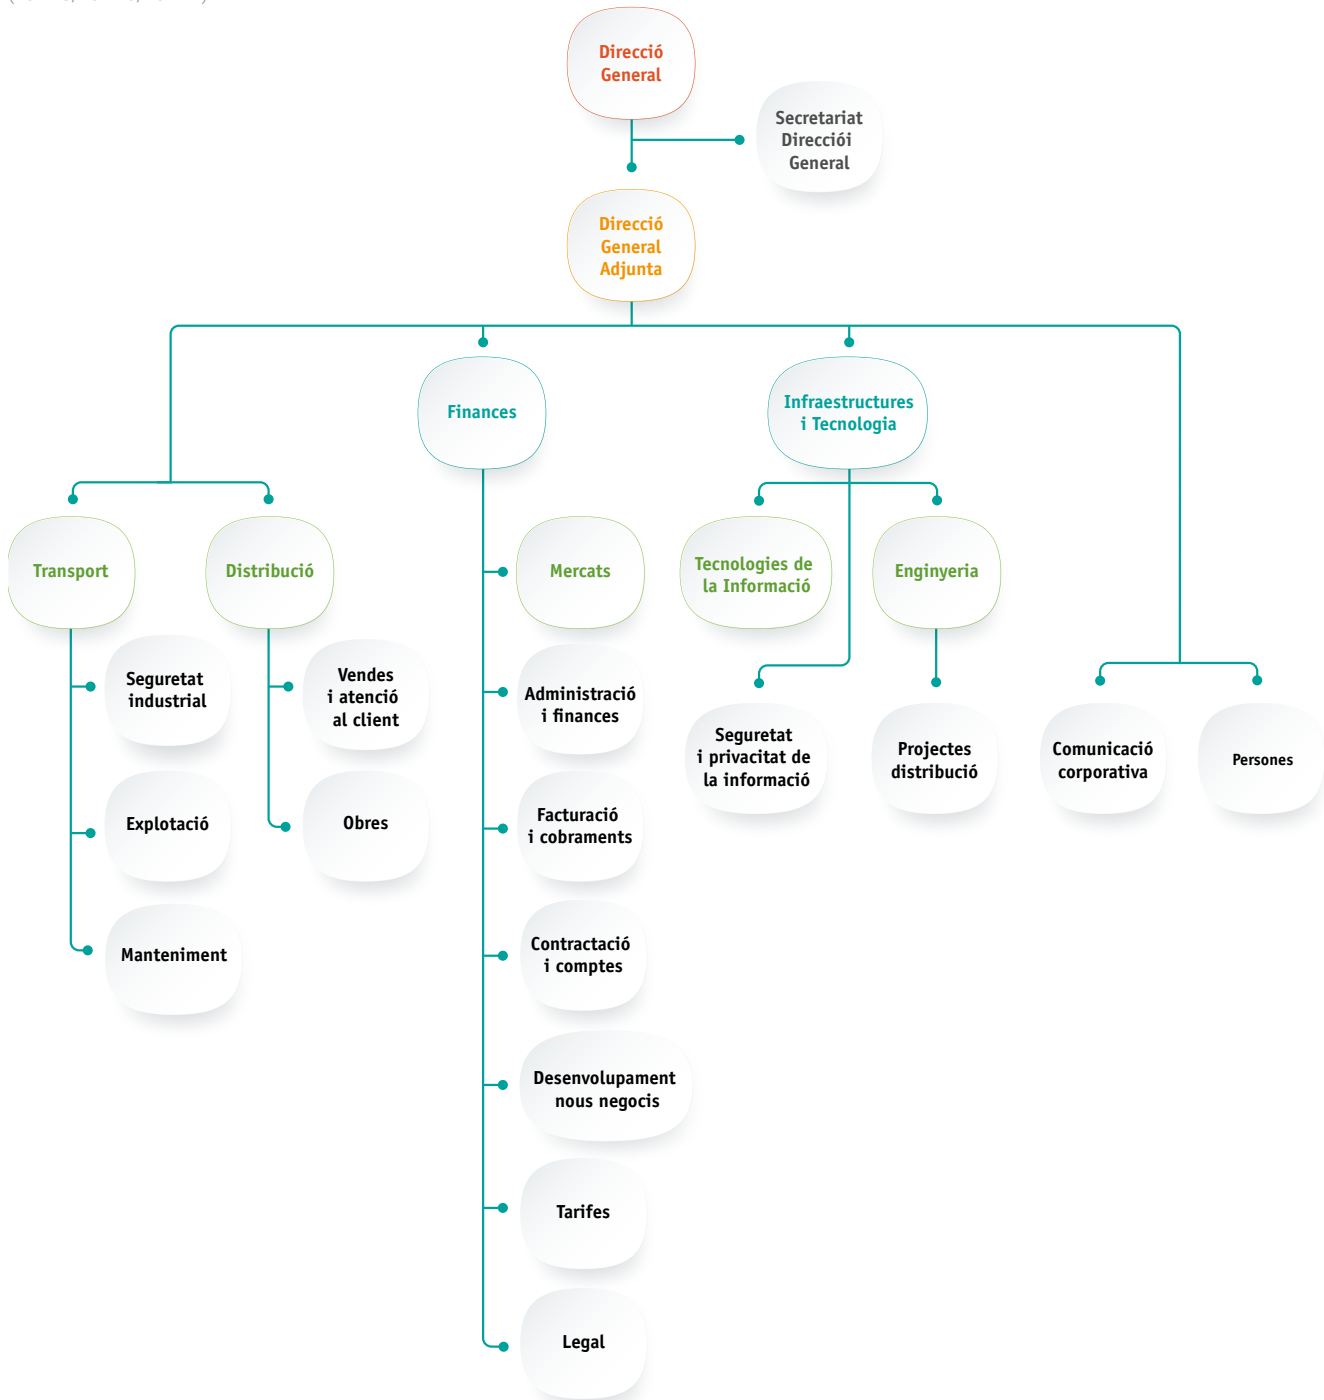 Direcció
General
Secretariat
Direcciói
General
Direcció
General
Adjunta
Finances
Infraestructures
i Tecnologia
Transport
Distribució
Mercats
Tecnologies de
la Informació
Enginyeria
Seguretat
industrial
Vendes
i atenció
al client
Administració
i finances
Seguretat
i privacitat de
la informació
Projectes
distribució
Comunicació
corporativa
Persones
Explotació
Obres
Facturació
i cobraments
Manteniment
Contractació
i comptes
Desenvolupament
nous negocis
Tarifes
Legal